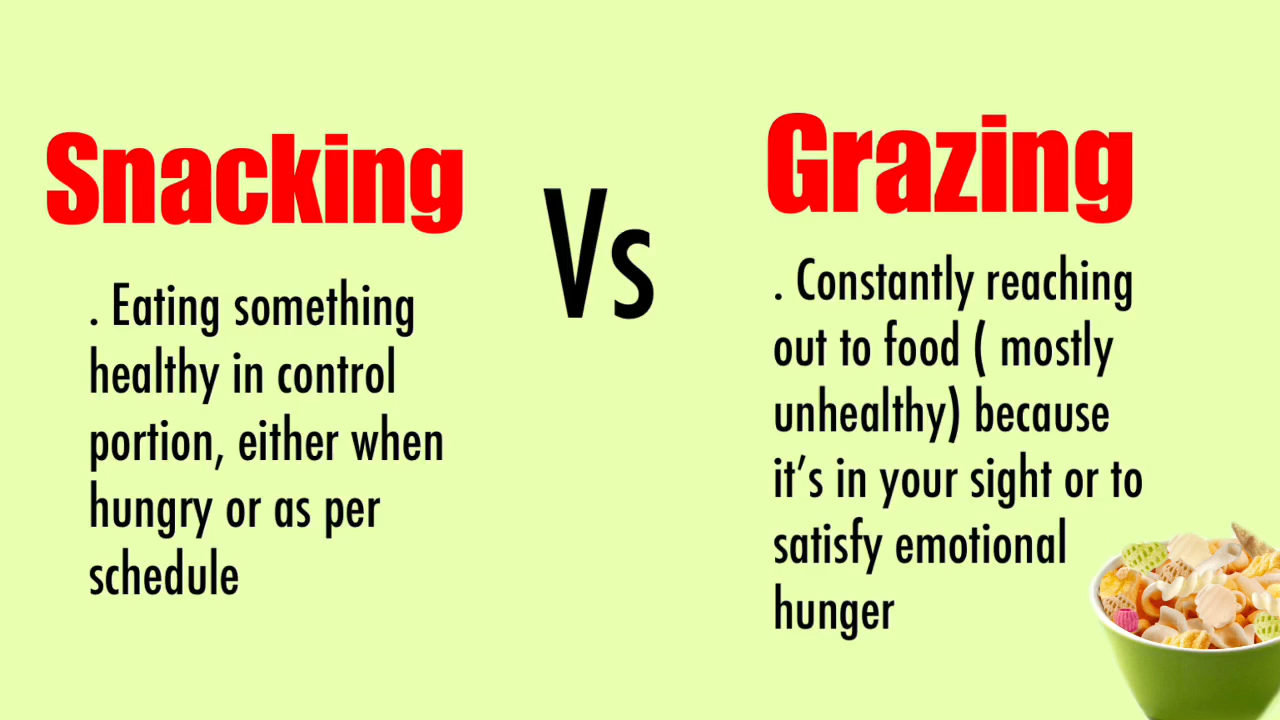 Snacking
. Eating something
healthy in control
portion, either when
hungry or as per
schedule
Vs
Grazing
. Constantly reaching
out to food ( mostly
unhealthy) because
it’s in your sight or to
satisfy emotional
hunger